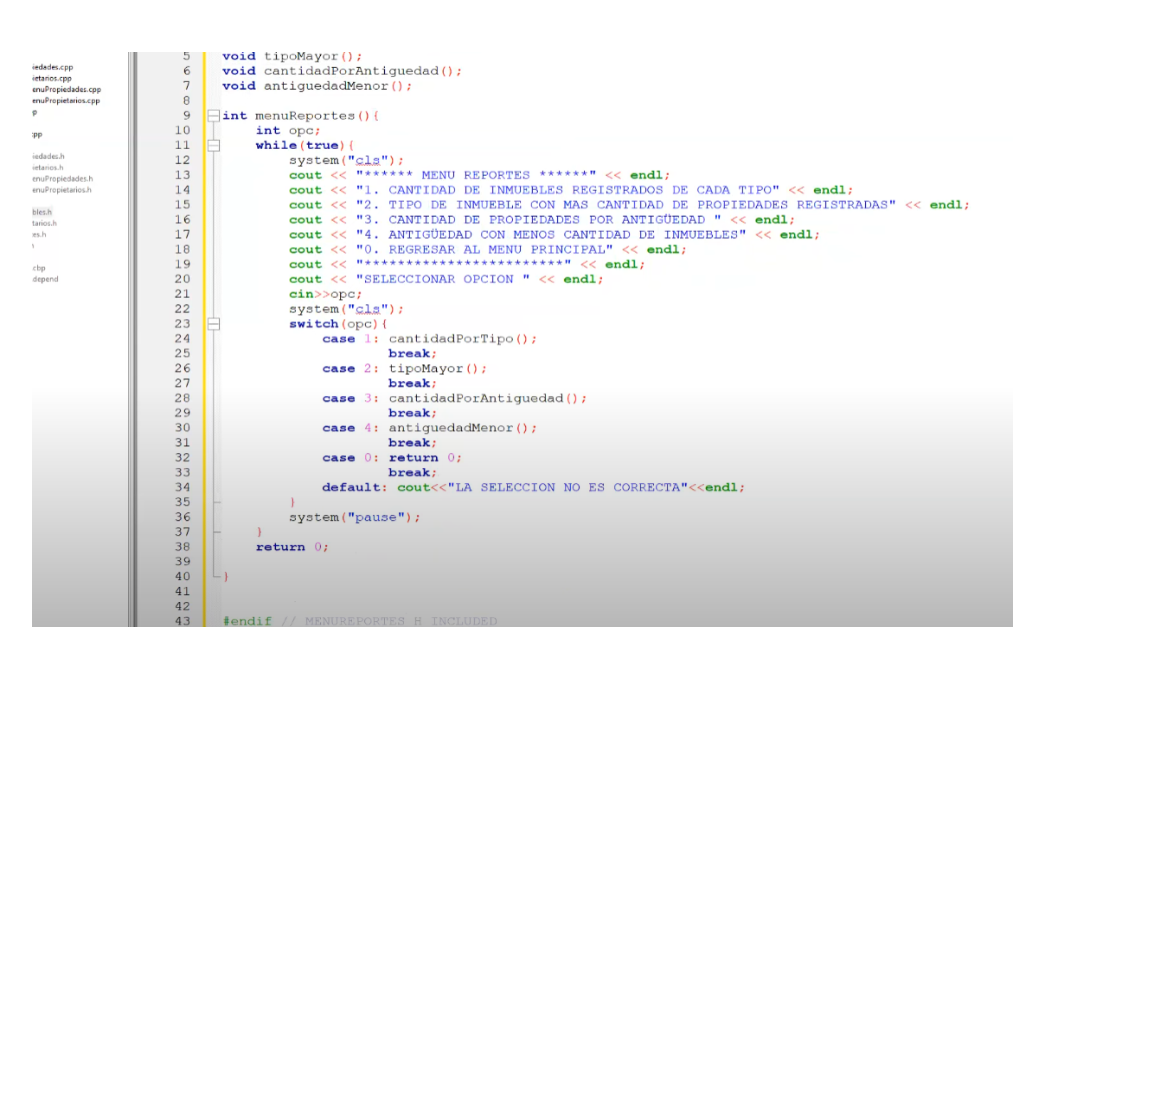 iedades.cpp
ietarios.cpp
enuPropiedades.cpp
enuPropietarios.cpp
p
:pp
iedades.h
ietarios.h
enuPropiedades.h
enuPropietarios.h
bles.h
tarios.h
es.h
.cbp
.depend
5 void tipoMayor();
6 void cantidadPorAntiguedad();
7 void antiguedadMenor();
8
9 int menuReportes(){
10 int opc;
11 while(true){
12 system("cls");
13 cout << "****** MENU REPORTES ******" << endl;
14 cout << "1. CANTIDAD DE INMUEBLES REGISTRADOS DE CADA TIPO" << endl;
15 cout << "2. TIPO DE INMUEBLE CON MAS CANTIDAD DE PROPIEDADES REGISTRADAS" << endl;
16 cout << "3. CANTIDAD DE PROPIEDADES POR ANTIGÜEDAD " << endl;
17 cout << "4. ANTIGÜEDAD CON MENOS CANTIDAD DE INMUEBLES" << endl;
18 cout << "0. REGRESAR AL MENU PRINCIPAL" << endl;
19 cout << "************************" << endl;
20 cout << "SELECCIONAR OPCION " << endl;
21 cin>>opc;
22 system("cls");
23 switch(opc){
24 case 1: cantidadPorTipo();
25 break;
26 case 2: tipoMayor();
27 break;
28 case 3: cantidadPorAntiguedad();
29 break;
30 case 4: antiguedadMenor();
31 break;
32 case 0: return 0;
33 break;
34 default: cout<<"LA SELECCION NO ES CORRECTA"<<endl;
35 }
36 system("pause");
37 }
38 return 0;
39
40 }
41
42
43 #endif // MENUREPORTES_H_INCLUDED